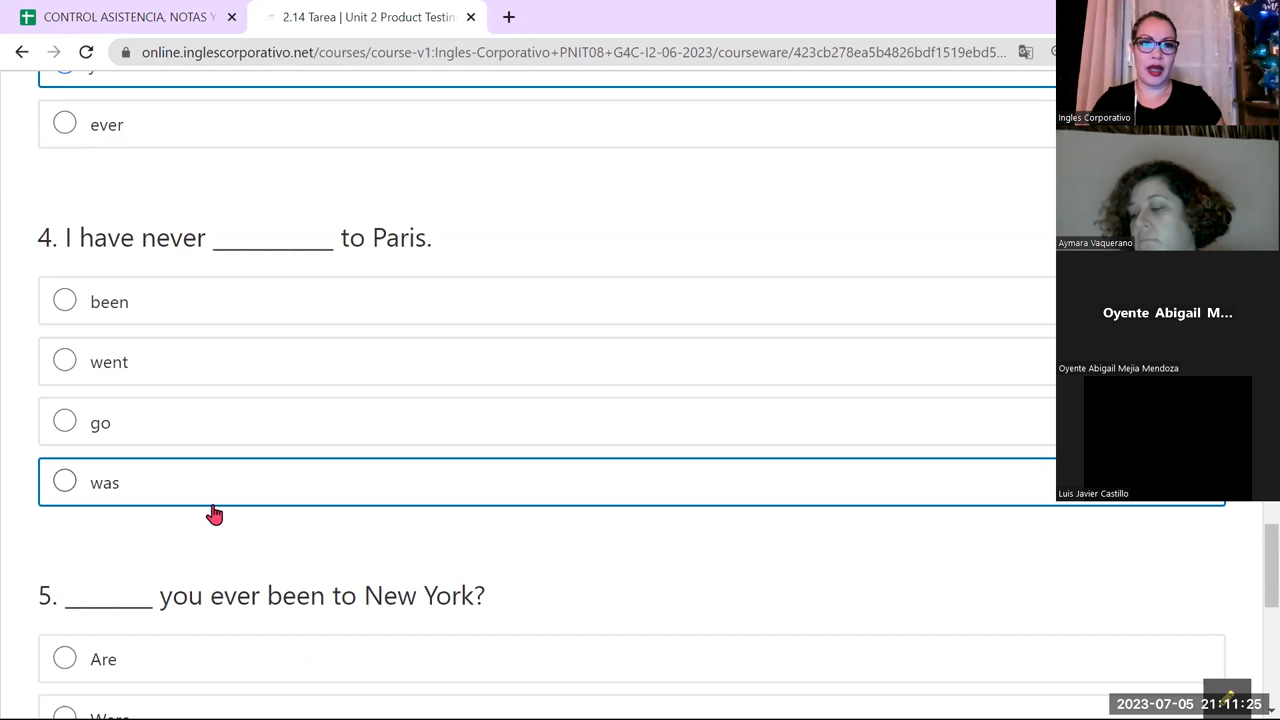 CONTROL ASISTENCIA, NOTAS Y
2.14 Tarea | Unit 2 Product Testin
online.inglescorporativo.net/courses/course-v1:Ingles-Corporativo+PNIT08+G4C-I2-06-2023/courseware/423cb278ea5b4826bdf1519ebd5...
Ingles Corporativo
ever
Aymara Vaquerano
4. I have never __________ to Paris.
been
went
go
was
Oyente Abigail M...
Oyente Abigail Mejia Mendoza
Luis Javier Castillo
5. _______ you ever been to New York?
Are
2023-07-05 21:11:25